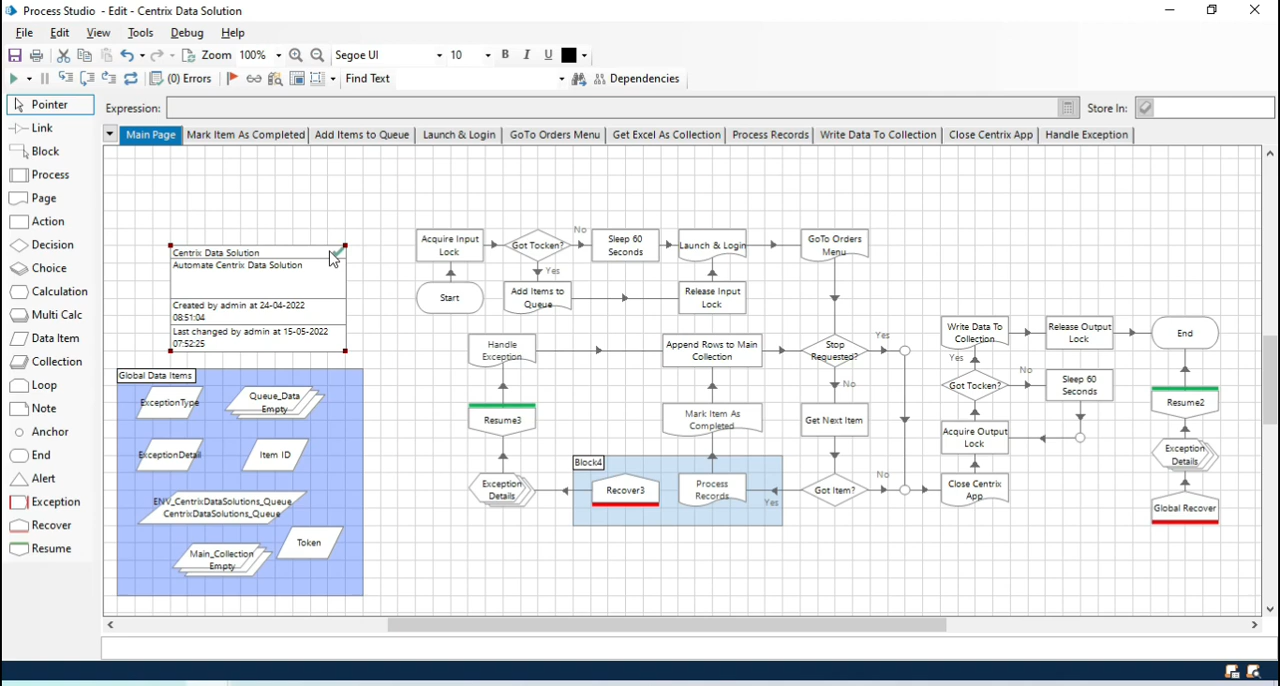 Process Studio - Edit - Centrix Data Solution
File Edit View Tools Debug Help
Zoom 100% Segoe UI 10 B I U
(0) Errors Find Text Dependencies
Pointer
Link
Block
Process
Page
Action
Decision
Choice
Calculation
Multi Calc
Data Item
Collection
Loop
Note
Anchor
End
Alert
Exception
Recover
Resume
Expression: Store In:
Main Page Mark Item As Completed Add Items to Queue Launch & Login GoTo Orders Menu Get Excel As Collection Process Records Write Data To Collection Close Centrix App Handle Exception
Centrix Data Solution
Automate Centrix Data Solution
Created by admin at 24-04-2022
08:51:04
Last changed by admin at 15-05-2022
07:52:25
Global Data Items
ExceptionType
Queue_Data
Empty
ExceptionDetail
Item ID
ENV_CentrixDataSolutions_Queue
CentrixDataSolutions_Queue
Main_Collection
Empty
Token
Acquire Input
Lock
Got Tocken?
No
Yes
Sleep 60
Seconds
Launch & Login
GoTo Orders
Menu
Start
Add Items to
Queue
Release Input
Lock
Handle
Exception
Append Rows to Main
Collection
Stop
Requested?
Yes
No
Resume3
Mark Item As
Completed
Get Next Item
Block4
Exception
Details
Recover3
Process
Records
Yes
Got Item?
No
Write Data To
Collection
Release Output
Lock
End
Yes
Got Tocken?
No
Sleep 60
Seconds
Resume2
Acquire Output
Lock
Exception
Details
Close Centrix
App
Global Recover